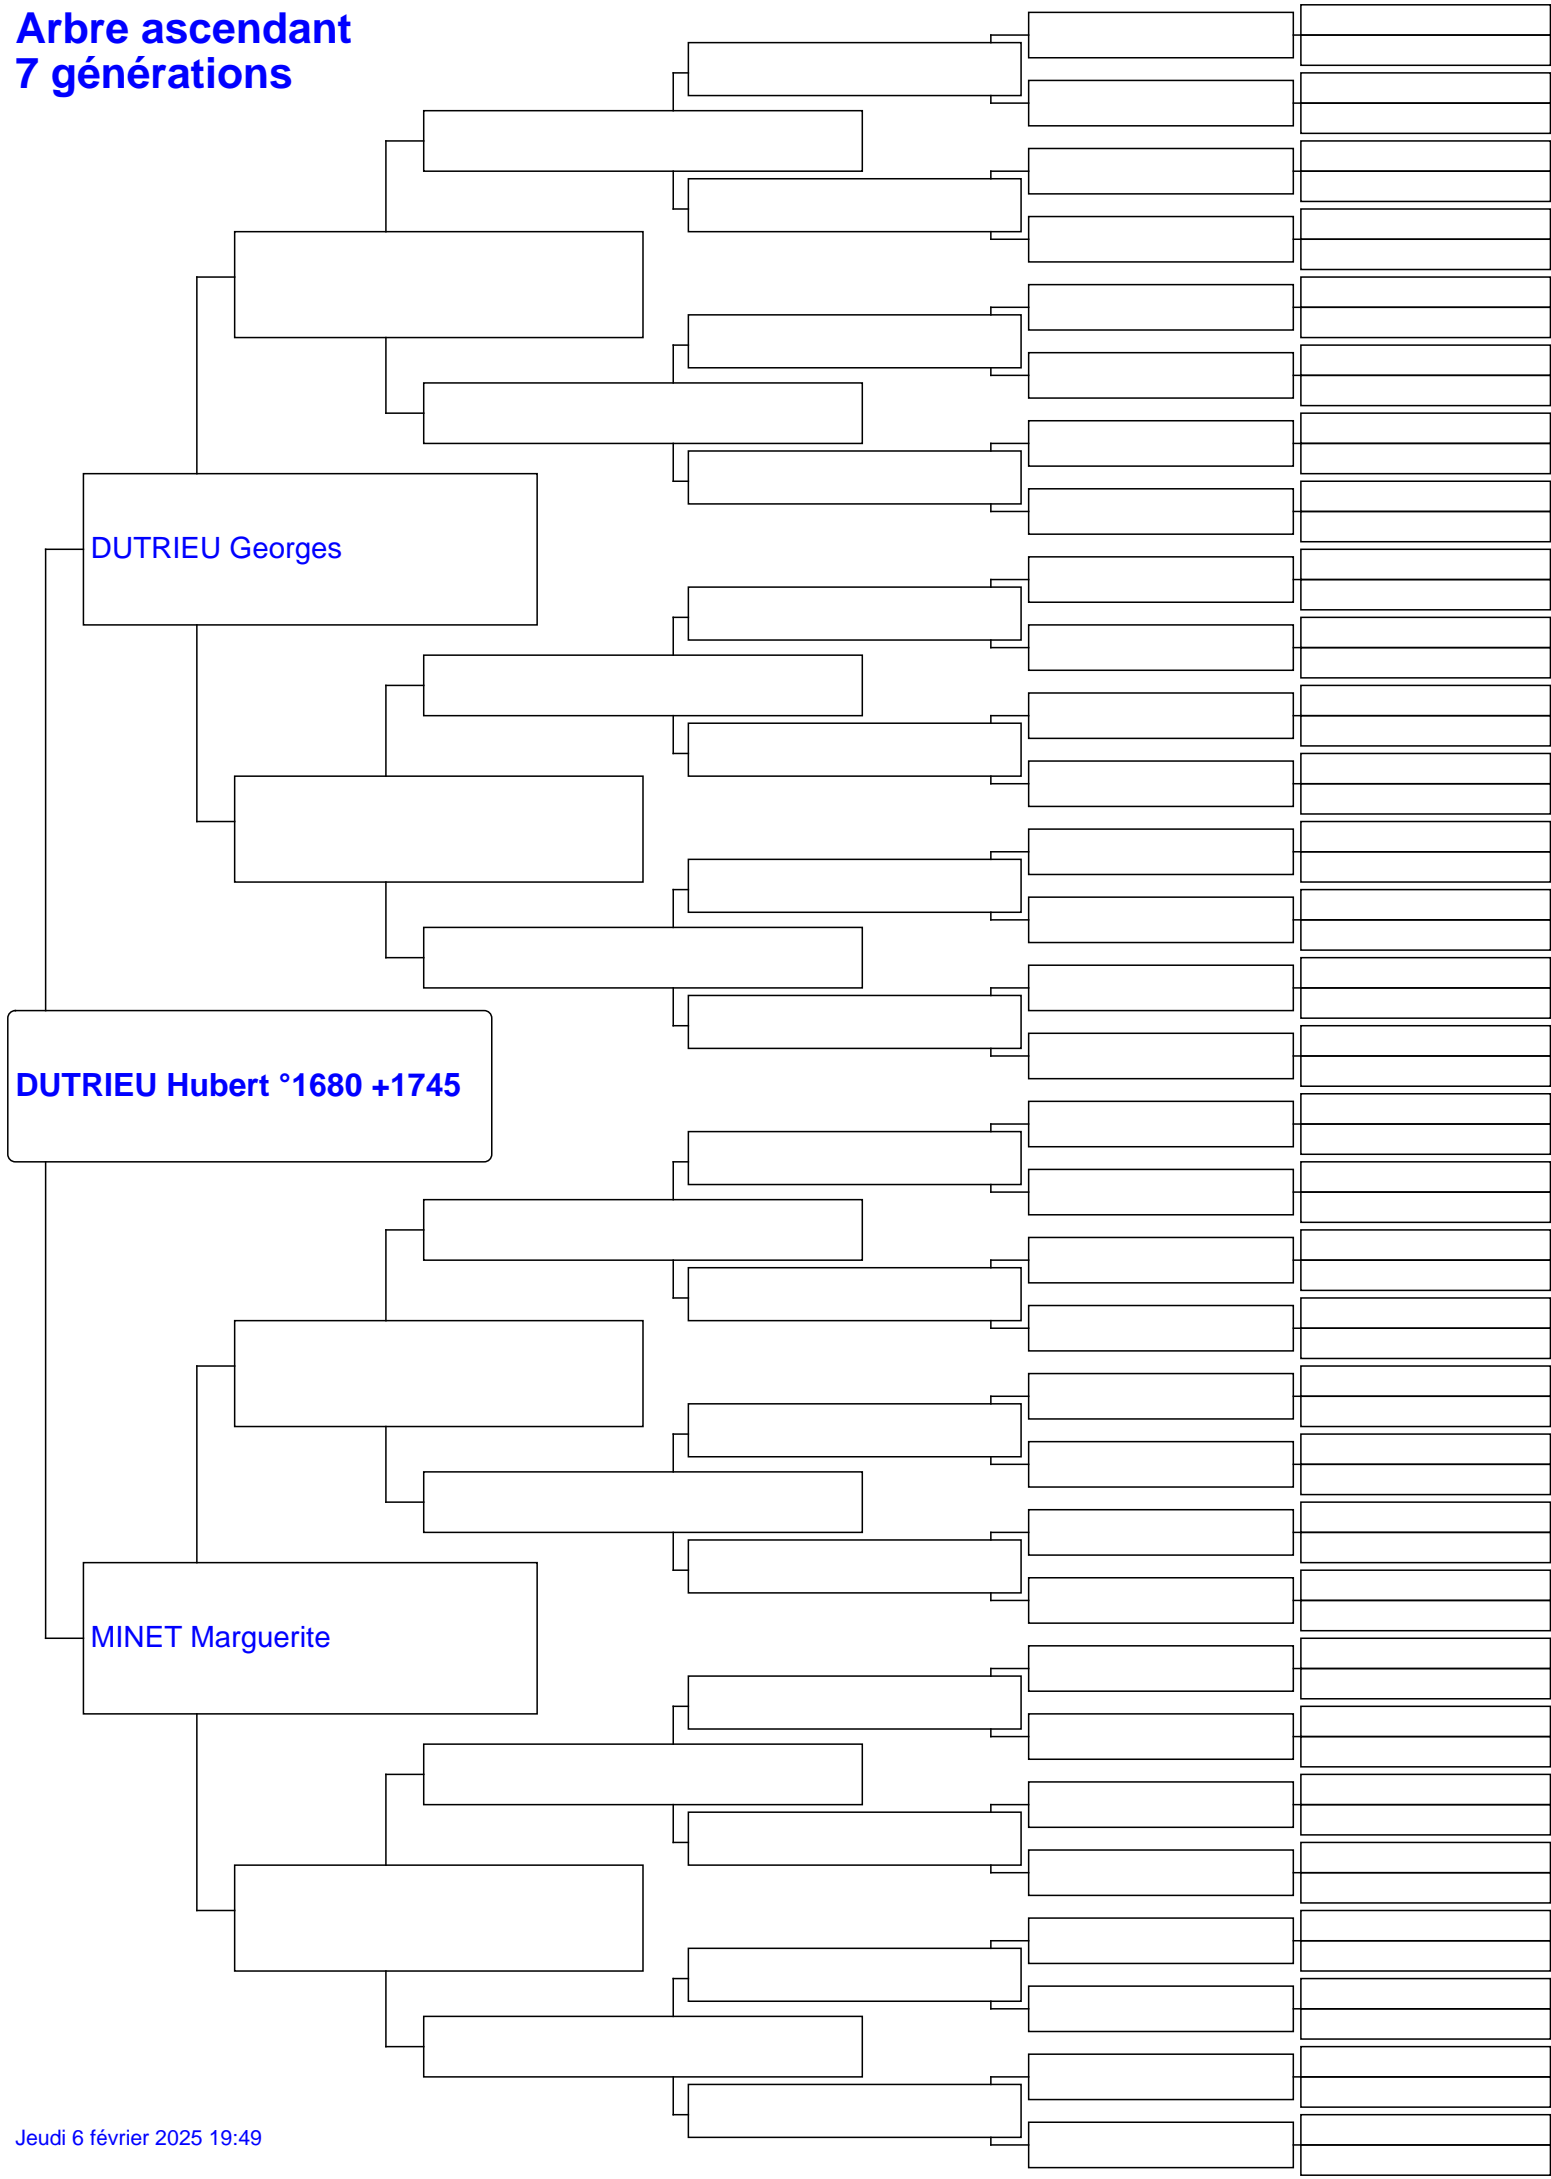 Arbre ascendant
7 générations
DUTRIEU Georges
DUTRIEU Hubert °1680 +1745
MINET Marguerite
Jeudi 6 février 2025 19:49